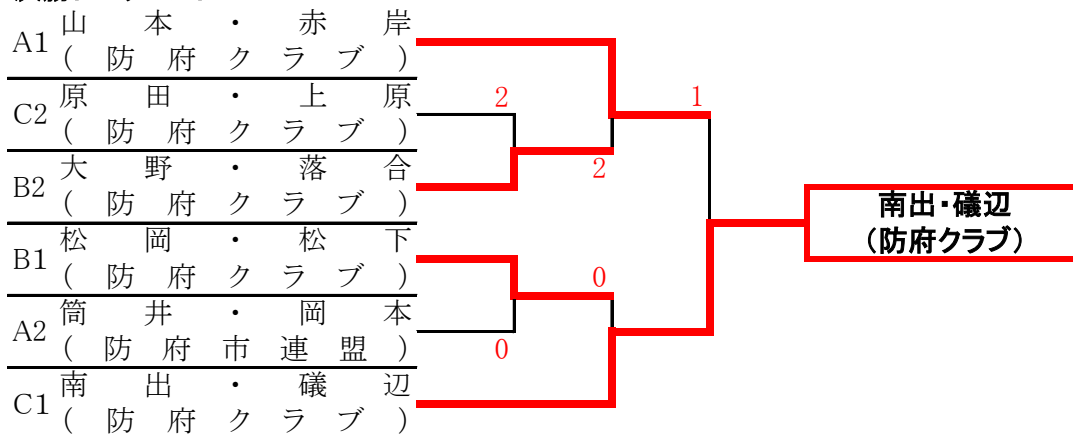 A1 山本・赤岸
(防府クラブ)
C2 原田・上原
(防府クラブ)
2
B2 大野・落合
(防府クラブ)
2
1
B1 松岡・松下
(防府クラブ)
0
A2 筒井・岡本
(防府市連盟)
0
C1 南出・礒辺
(防府クラブ)
南出・礒辺
(防府クラブ)